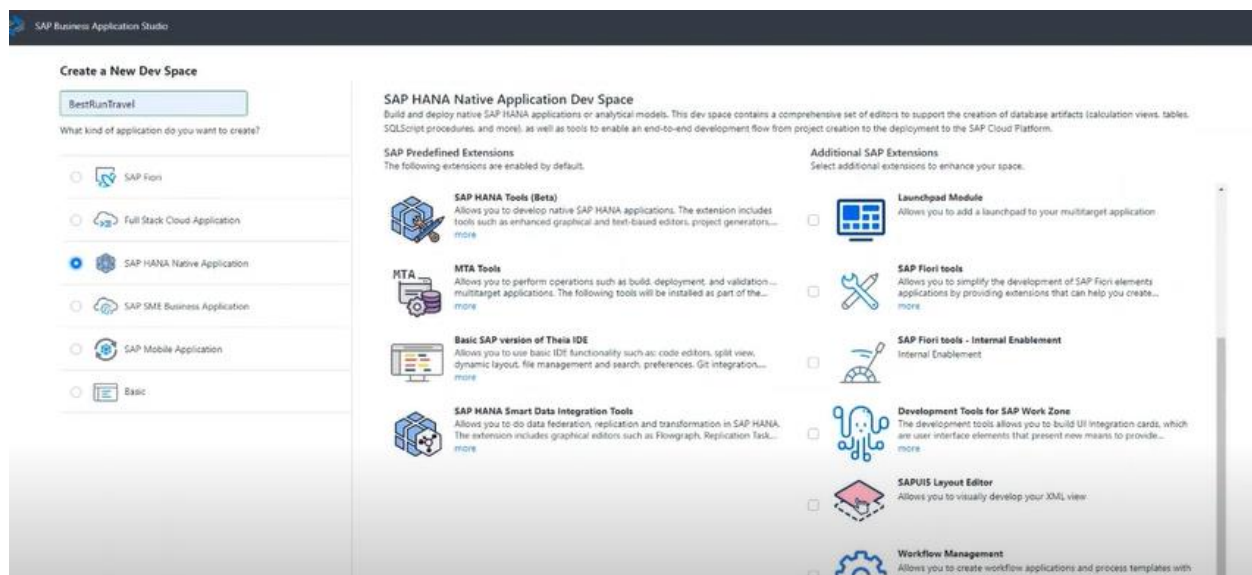 SAP Business Application Studio
Create a New Dev Space
BestRunTravel
What kind of application do you want to create?
SAP Fiori
Full Stack Cloud Application
SAP HANA Native Application
SAP SME Business Application
SAP Mobile Application
Basic
SAP HANA Native Application Dev Space
Build and deploy native SAP HANA applications or analytical models. This dev space contains a comprehensive set of editors to support the creation of database artifacts (calculation views, tables,
SQLScript procedures, and more), as well as tools to enable an end-to-end development flow from project creation to the deployment to the SAP Cloud Platform.
SAP Predefined Extensions
The following extensions are enabled by default.
SAP HANA Tools (Beta)
Allows you to develop native SAP HANA applications. The extension includes
tools such as enhanced graphical and text-based editors, project generators,...
more
MTA
MTA Tools
Allows you to perform operations such as build, deployment, and validation ...
multitarget applications. The following tools will be installed as part of the...
more
Basic SAP version of Theia IDE
Allows you to use basic IDE functionality such as: code editors, split view,
dynamic layout, file management and search, preferences, Git integration,...
more
SAP HANA Smart Data Integration Tools
Allows you to do data federation, replication and transformation in SAP HANA.
The extension includes graphical editors such as Flowgraph, Replication Task,...
more
Additional SAP Extensions
Select additional extensions to enhance your space.
Launchpad Module
Allows you to add a launchpad to your multitarget application
SAP Fiori tools
Allows you to simplify the development of SAP Fiori elements
applications by providing extensions that can help you create...
more
SAP Fiori tools - Internal Enablement
Internal Enablement
Development Tools for SAP Work Zone
The development tools allows you to build UI Integration cards, which
are user interface elements that present new means to provide...
more
SAPUI5 Layout Editor
Allows you to visually develop your XML view
Workflow Management
Allows you to create workflow applications and process templates with